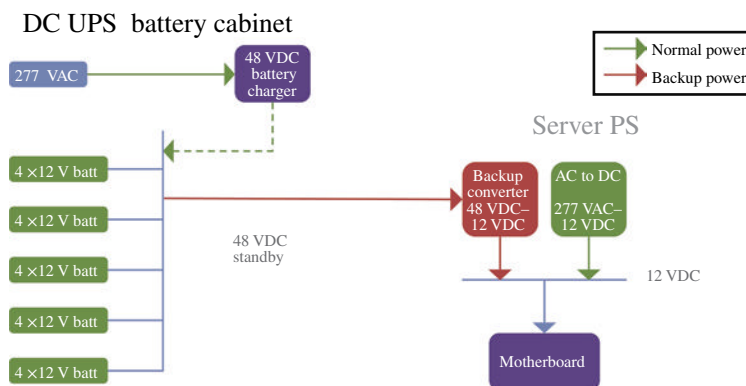 DC UPS battery cabinet
277 VAC
48 VDC
battery
charger
Normal power
Backup power
Server PS
4 ×12 V batt
4 ×12 V batt
4 ×12 V batt
4 ×12 V batt
4 ×12 V batt
48 VDC
standby
Backup
converter
48 VDC–
12 VDC
AC to DC
277 VAC–
12 VDC
12 VDC
Motherboard